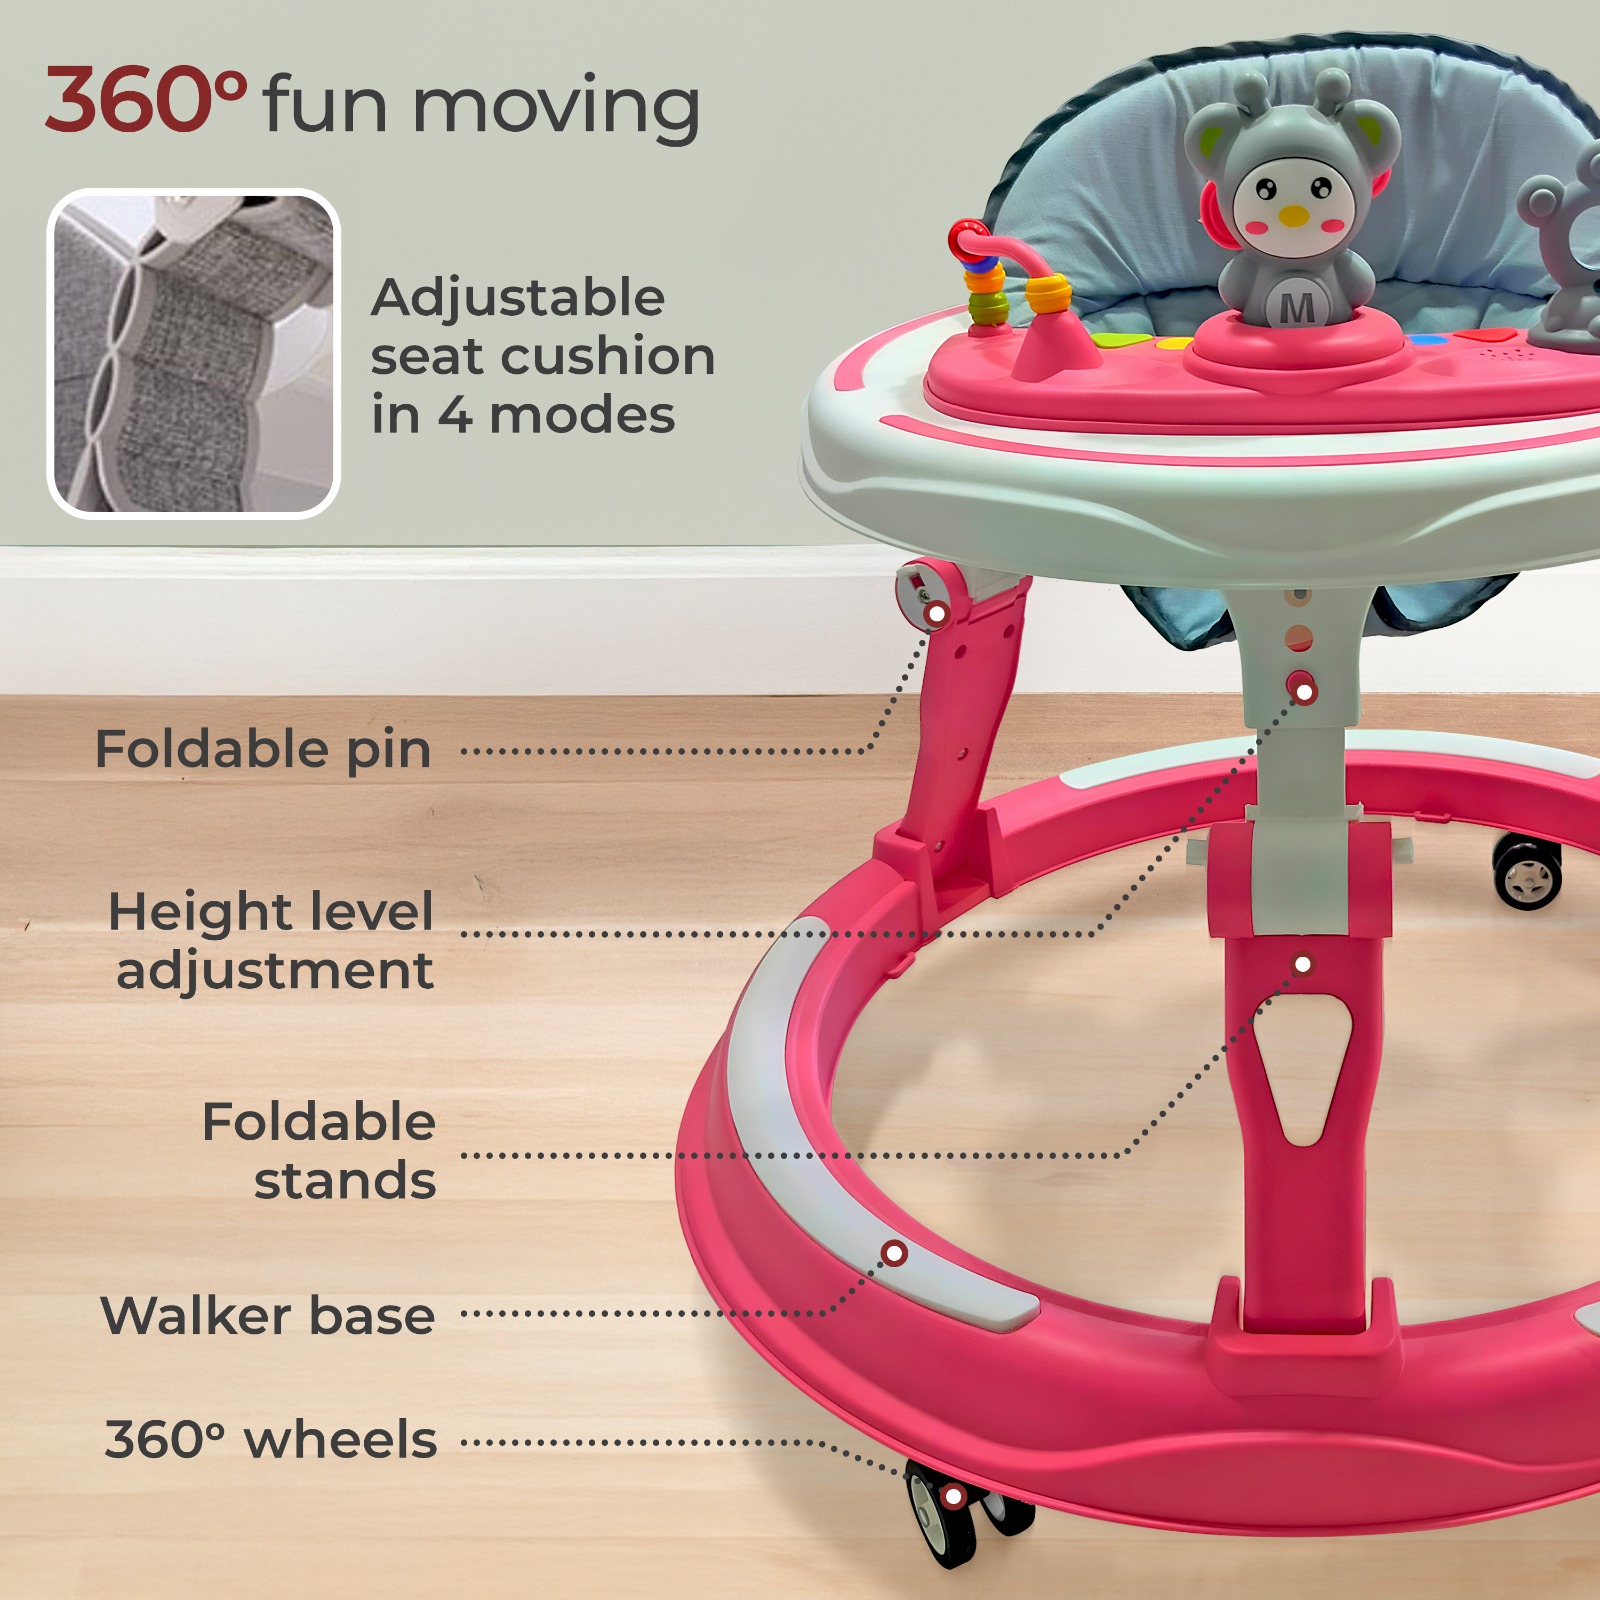 360° fun moving
Adjustable
seat cushion
in 4 modes
M
Foldable pin
Height level
adjustment
Foldable
stands
Walker base
360° wheels